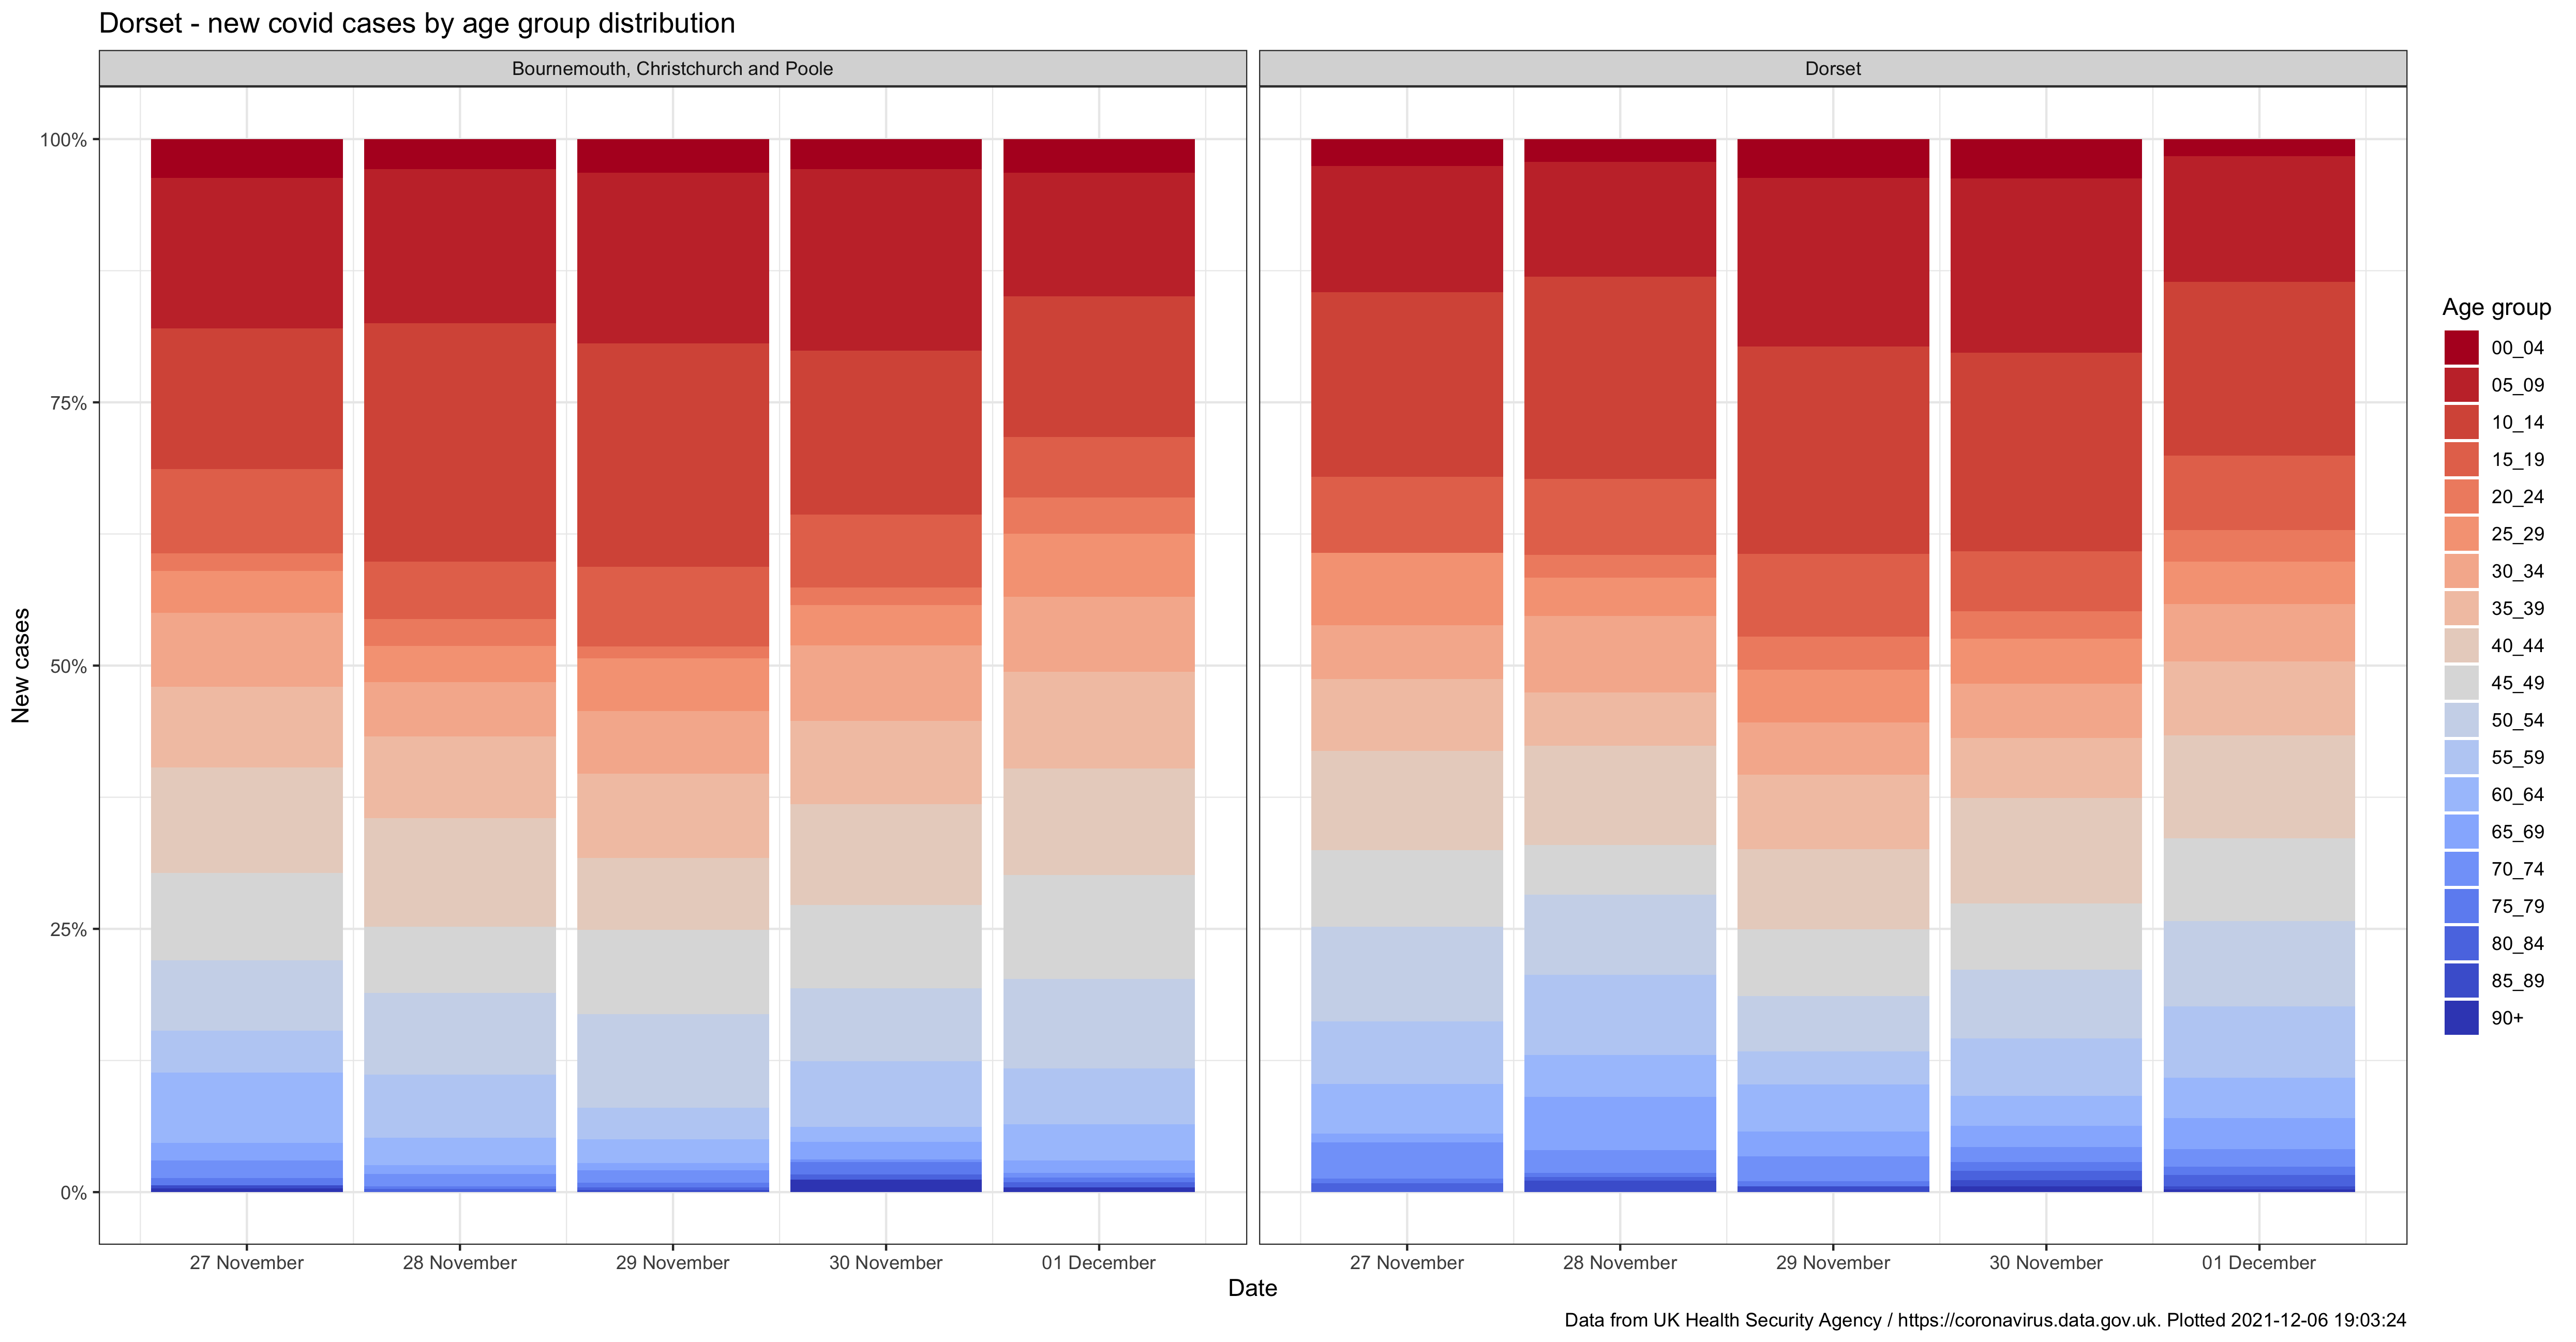 Dorset - new covid cases by age group distribution
Bournemouth, Christchurch and Poole
Dorset
New cases
100%
75%
50%
25%
0%
27 November
28 November
29 November
30 November
01 December
27 November
28 November
29 November
30 November
01 December
Date
Age group
00_04
05_09
10_14
15_19
20_24
25_29
30_34
35_39
40_44
45_49
50_54
55_59
60_64
65_69
70_74
75_79
80_84
85_89
90+
Data from UK Health Security Agency / https://coronavirus.data.gov.uk. Plotted 2021-12-06 19:03:24